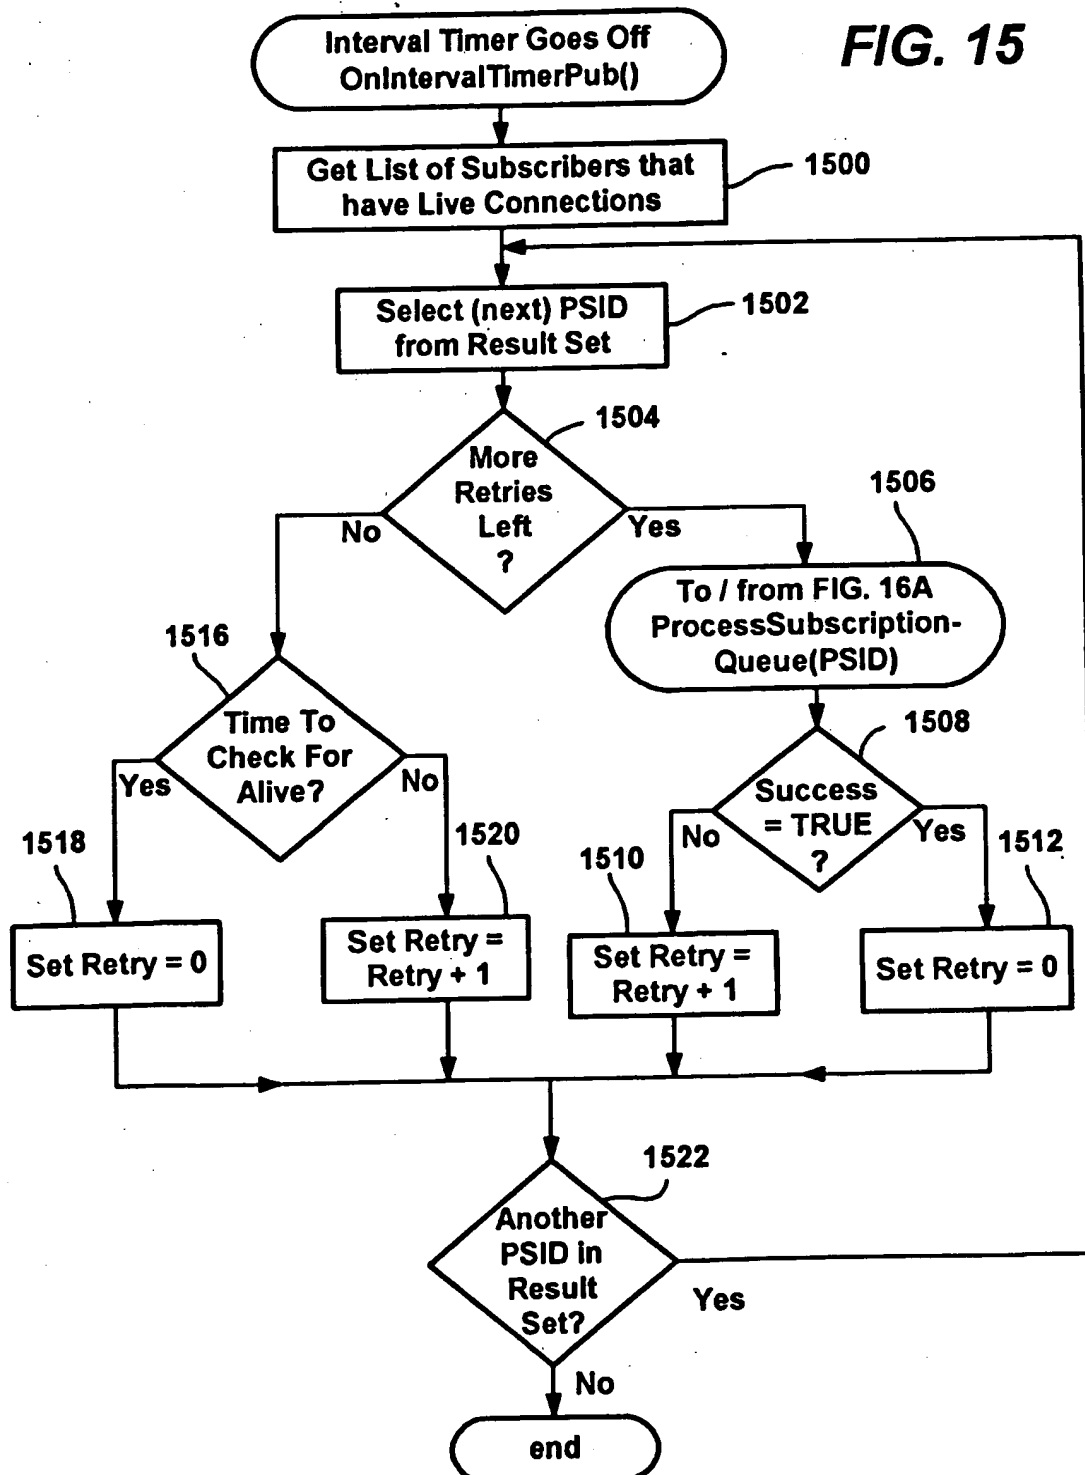 Interval Timer Goes Off
OnIntervalTimerPub()
FIG. 15
Get List of Subscribers that
have Live Connections
1500
Select (next) PSID
from Result Set
1502
More
Retries
Left
?
1504
No
Yes
1506
To / from FIG. 16A
ProcessSubscription-
Queue(PSID)
1516
Time To
Check For
Alive?
Yes
No
1508
Success
= TRUE
?
No
Yes
1518
Set Retry = 0
1520
Set Retry =
Retry + 1
1510
Set Retry =
Retry + 1
1512
Set Retry = 0
1522
Another
PSID in
Result
Set?
Yes
No
end